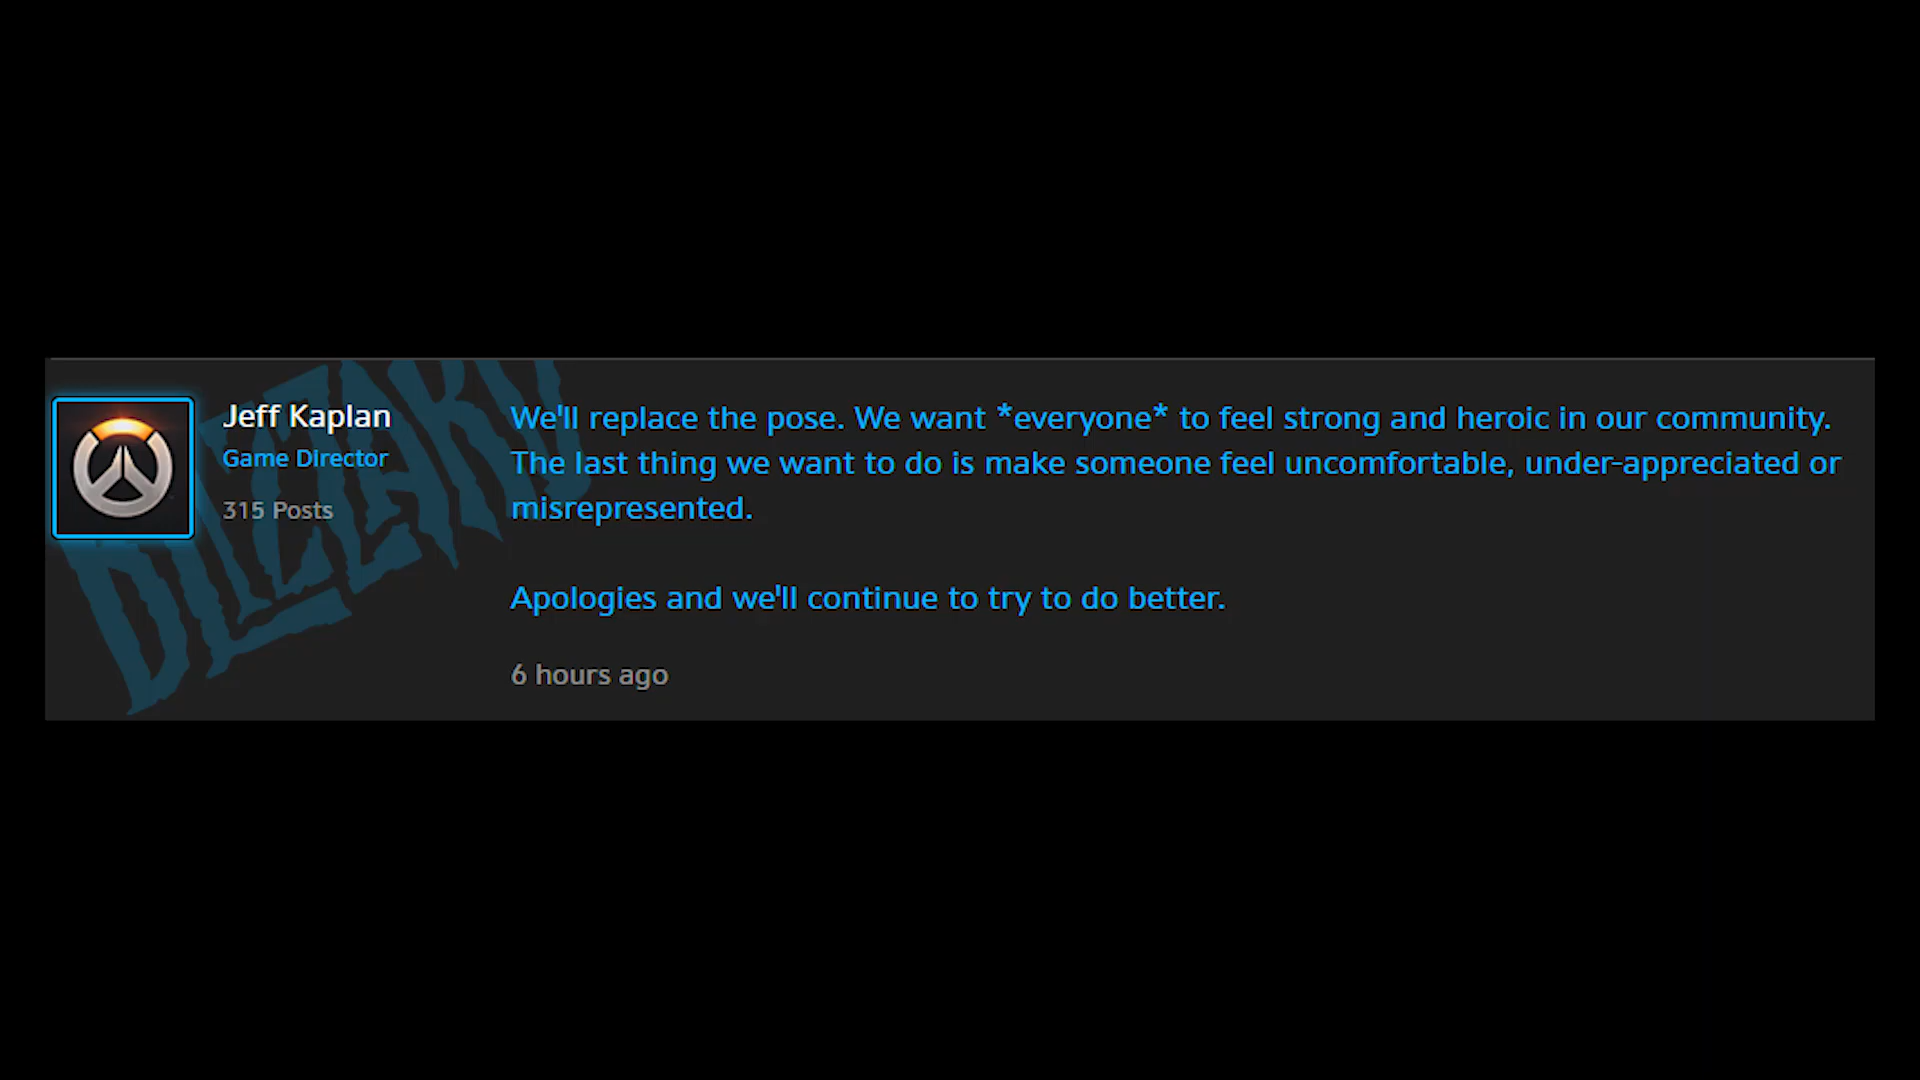 BLIZZARD
Jeff Kaplan
Game Director
315 Posts
We'll replace the pose. We want *everyone* to feel strong and heroic in our community.
The last thing we want to do is make someone feel uncomfortable, under-appreciated or
misrepresented.
Apologies and we'll continue to try to do better.
6 hours ago